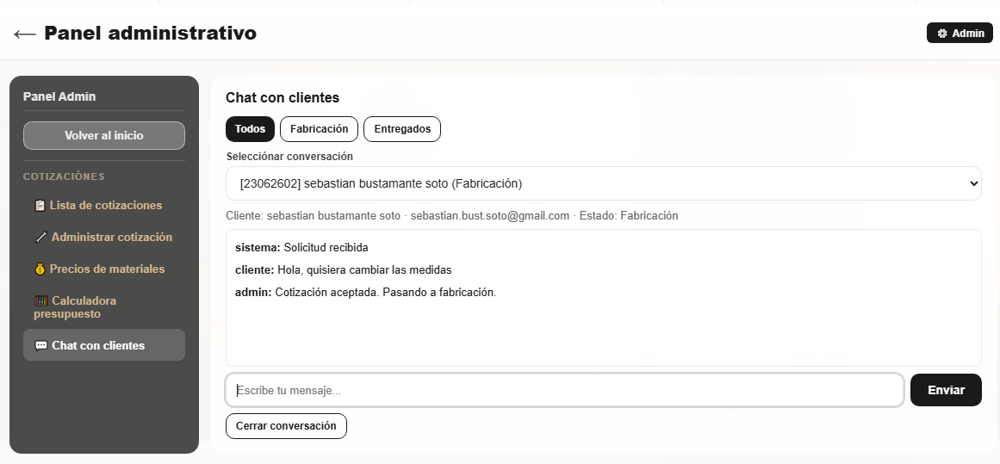 ← Panel administrativo
Admin
Panel Admin
Volver al inicio
COTIZACIÓNES
Lista de cotizaciones
Administrar cotización
Precios de materiales
Calculadora
presupuesto
Chat con clientes
Chat con clientes
Todos
Fabricación
Entregados
Selecciónar conversación
[23062602] sebastian bustamante soto (Fabricación)
Cliente: sebastian bustamante soto · sebastian.bust.soto@gmail.com · Estado: Fabricación
sistema: Solicitud recibida
cliente: Hola, quisiera cambiar las medidas
admin: Cotización aceptada. Pasando a fabricación.
Escribe tu mensaje...
Enviar
Cerrar conversación